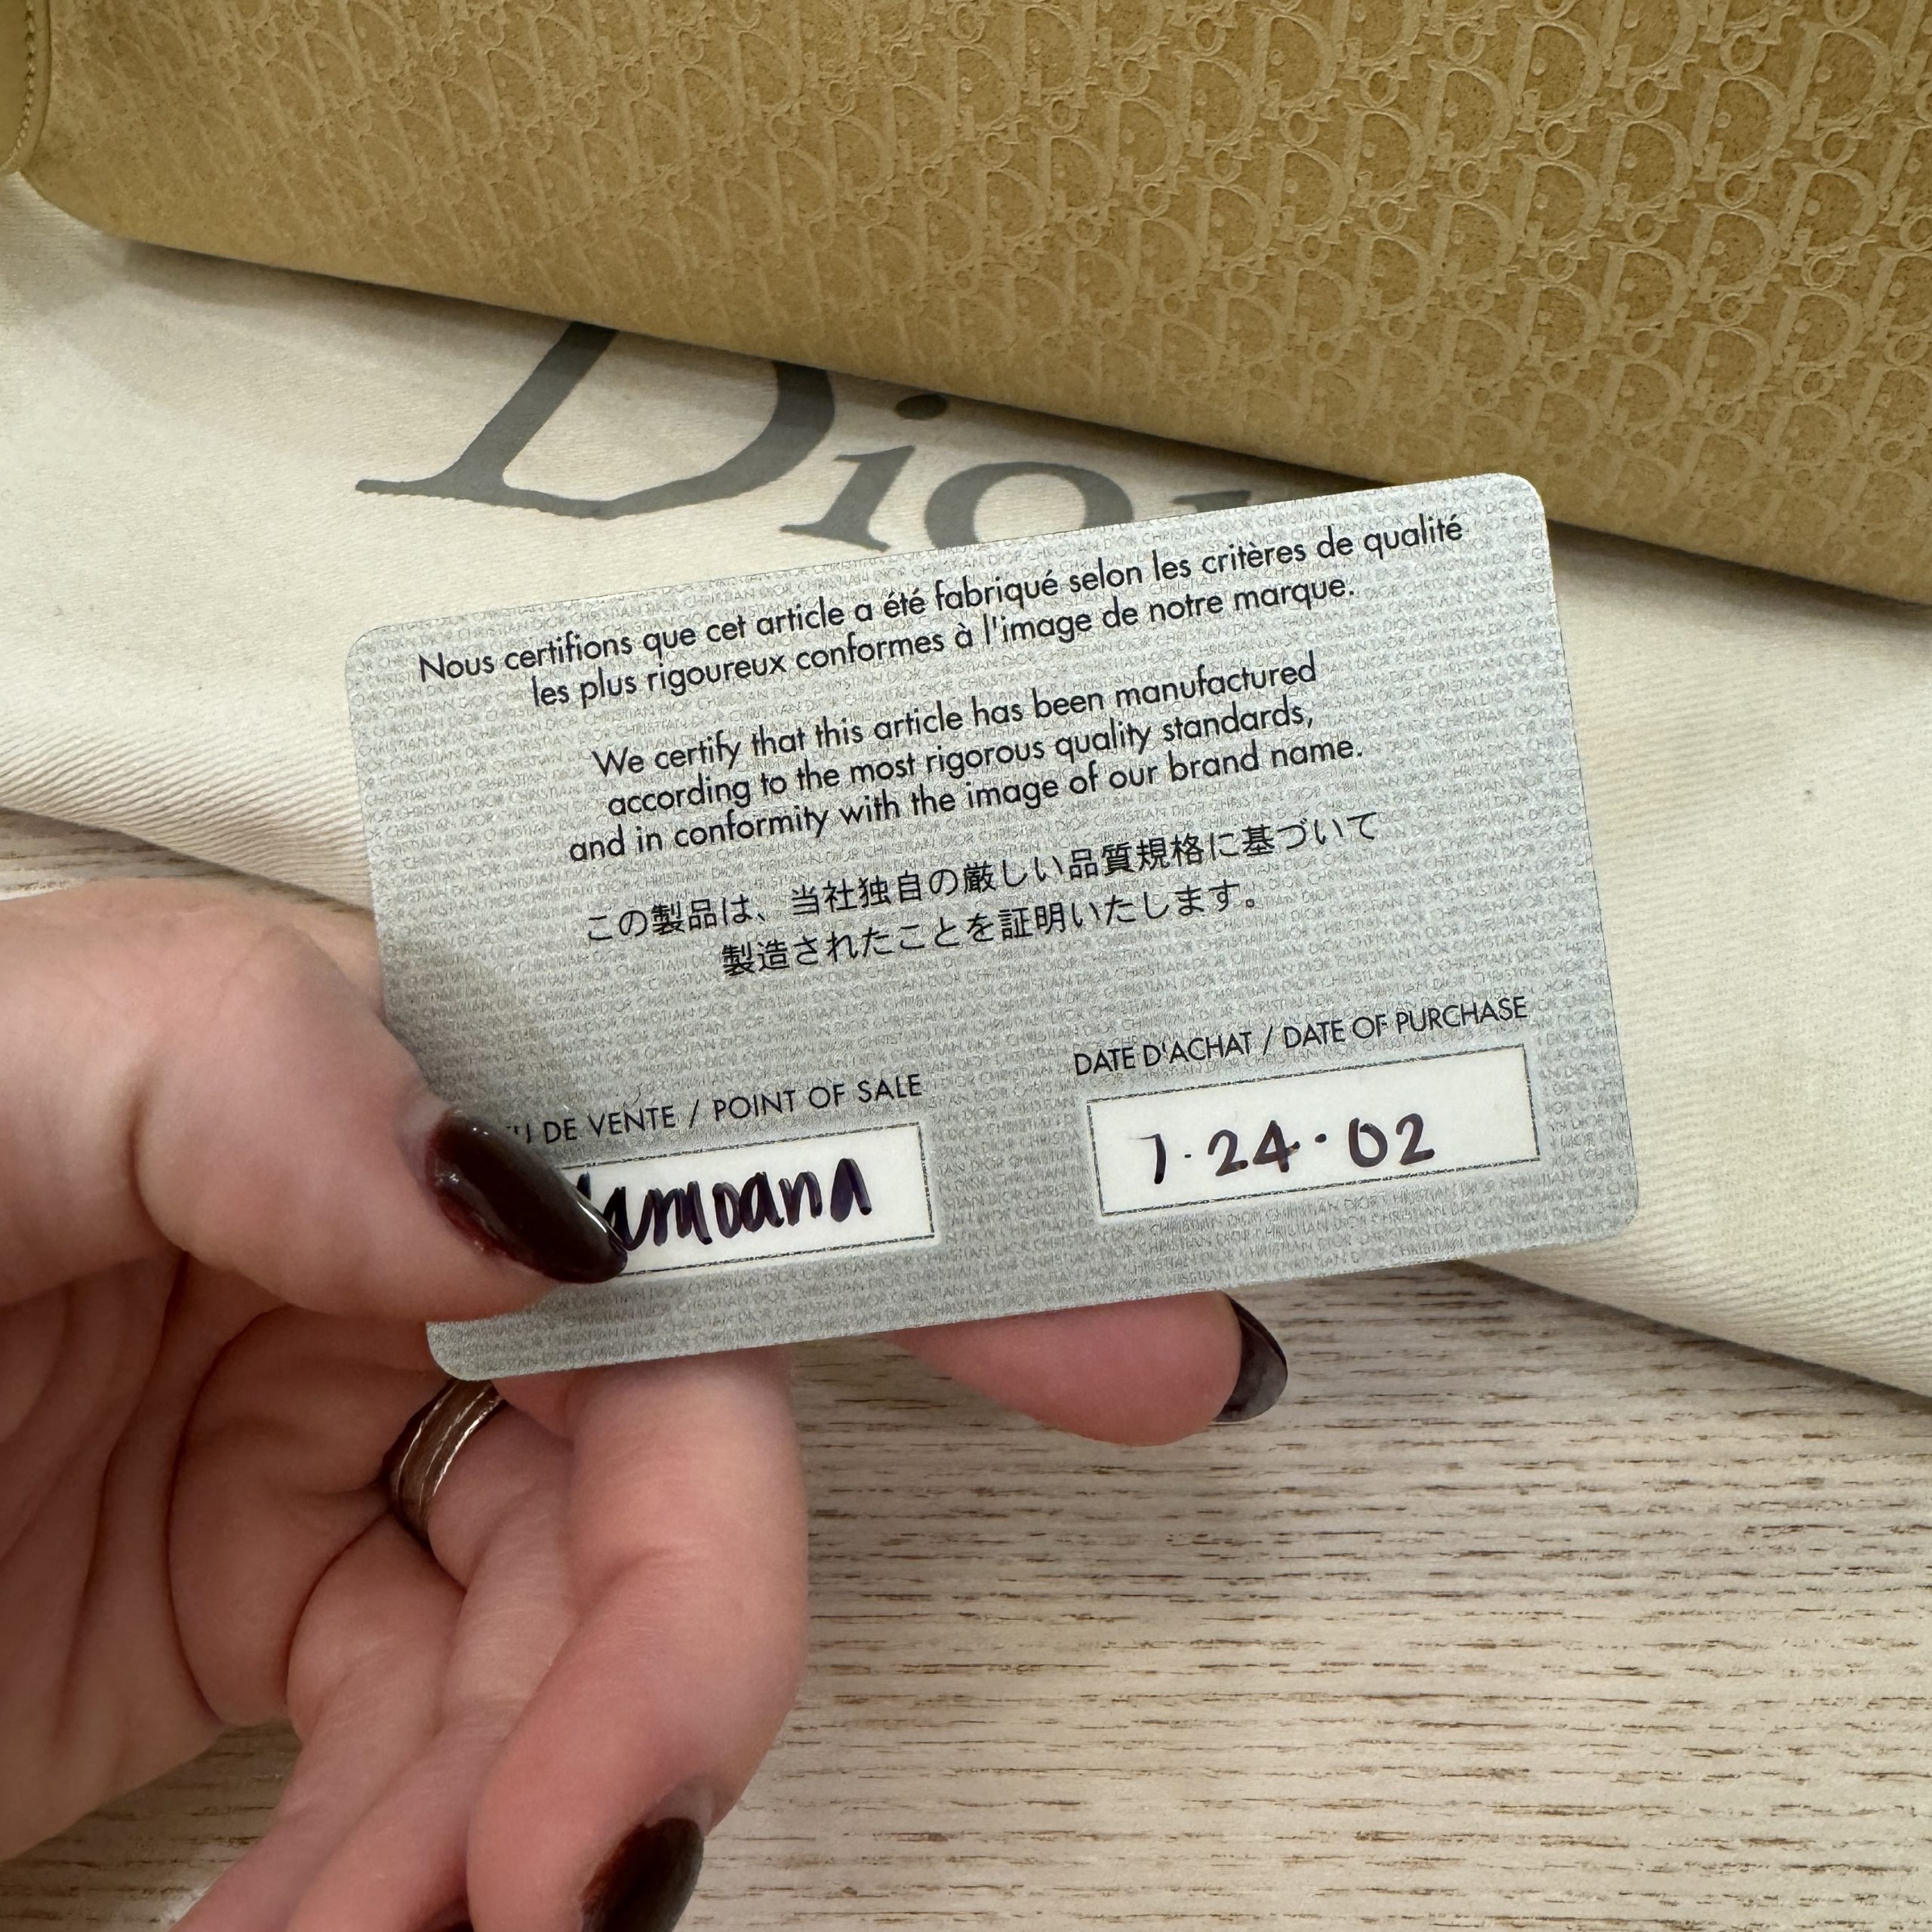 Dior
Nous certifions que cet article a été fabriqué selon les critères de qualité
les plus rigoureux conformes à l'image de notre marque.
We certify that this article has been manufactured
according to the most rigorous quality standards,
and in conformity with the image of our brand name.
この製品は、当社独自の厳しい品質規格に基づいて
製造されたことを証明いたします。
DE VENTE / POINT OF SALE
DATE D'ACHAT / DATE OF PURCHASE
1·24·02